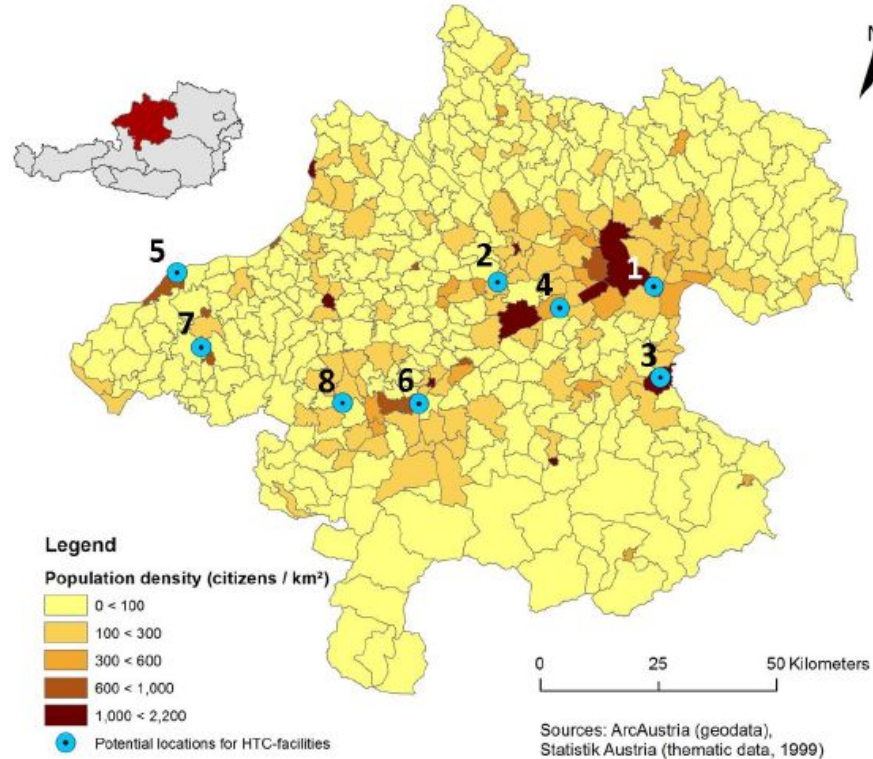 N
5
2
1
4
7
3
8
6
Legend
Population density (citizens / km²)
0 < 100
100 < 300
300 < 600
600 < 1,000
1,000 < 2,200
Potential locations for HTC-facilities
0 25 50 Kilometers
Sources: ArcAustria (geodata),
Statistik Austria (thematic data, 1999)